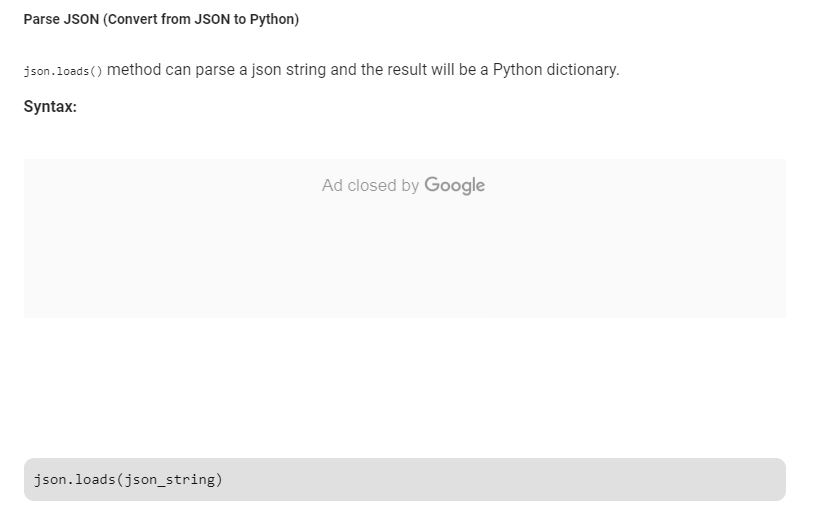 Parse JSON (Convert from JSON to Python)
json.loads() method can parse a json string and the result will be a Python dictionary.
Syntax:
Ad closed by Google
json.loads(json_string)